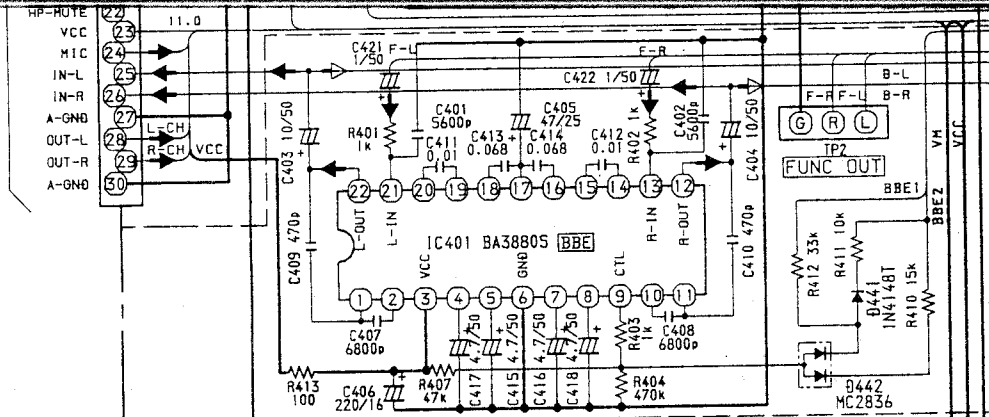 HP-MUTE 22
VCC 23
MIC 24
IN-L 25
IN-R 26
A-GND 27
OUT-L 28
OUT-R 29
A-GND 30
11.0
L-CH
R-CH
VCC
C421
1/50
F-L
F-R
C422 1/50
B-L
B-R
C403 10/50
R401
1k
C401
5600p
C411
0.01
C413
0.068
C405
47/25
C414
0.068
C412
0.01
R402 1k
C402
5600p
C404 10/50
F-R F-L
G R L
TP2
FUNC OUT
VM
VCC
BBE1
BBE2
22 21 20 19 18 17 16 15 14 13 12
L-OUT
L-IN
R-IN
R-OUT
IC401 BA3880S BBE
VCC
GND
CTL
1 2 3 4 5 6 7 8 9 10 11
C409 470p
C410 470p
C407
6800p
C408
6800p
R403
1k
R404
470k
R413
100
C406
220/16
R407
47k
C417 4.7/50
C415 4.7/50
C416 4.7/50
C418 4.7/50
R412 33k
R411 10k
D441
1N4148T
R410 15k
D442
MC2836